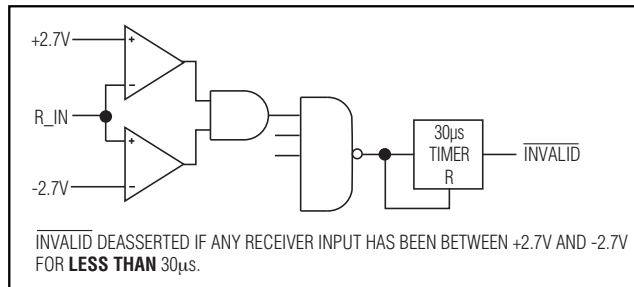 +2.7V
+
-
R_IN
+
-
-2.7V
30μs
TIMER
R
INVALID
INVALID DEASSERTED IF ANY RECEIVER INPUT HAS BEEN BETWEEN +2.7V AND -2.7V
FOR LESS THAN 30μs.